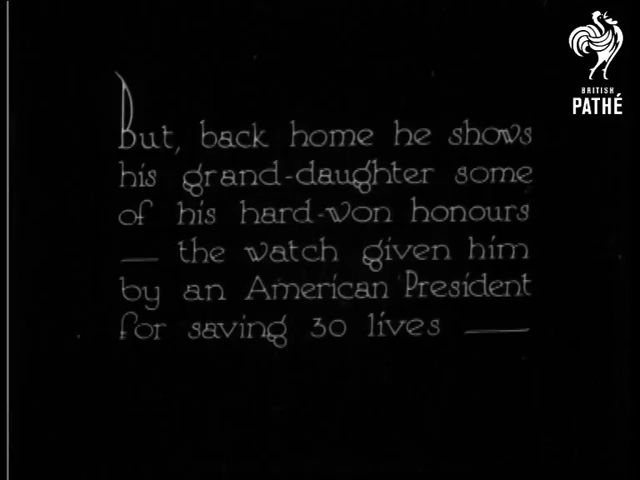 BRITISH
PATHÉ
But, back home he shows
his grand-daughter some
of his hard-won honours
— the watch given him
by an American President
for saving 30 lives —